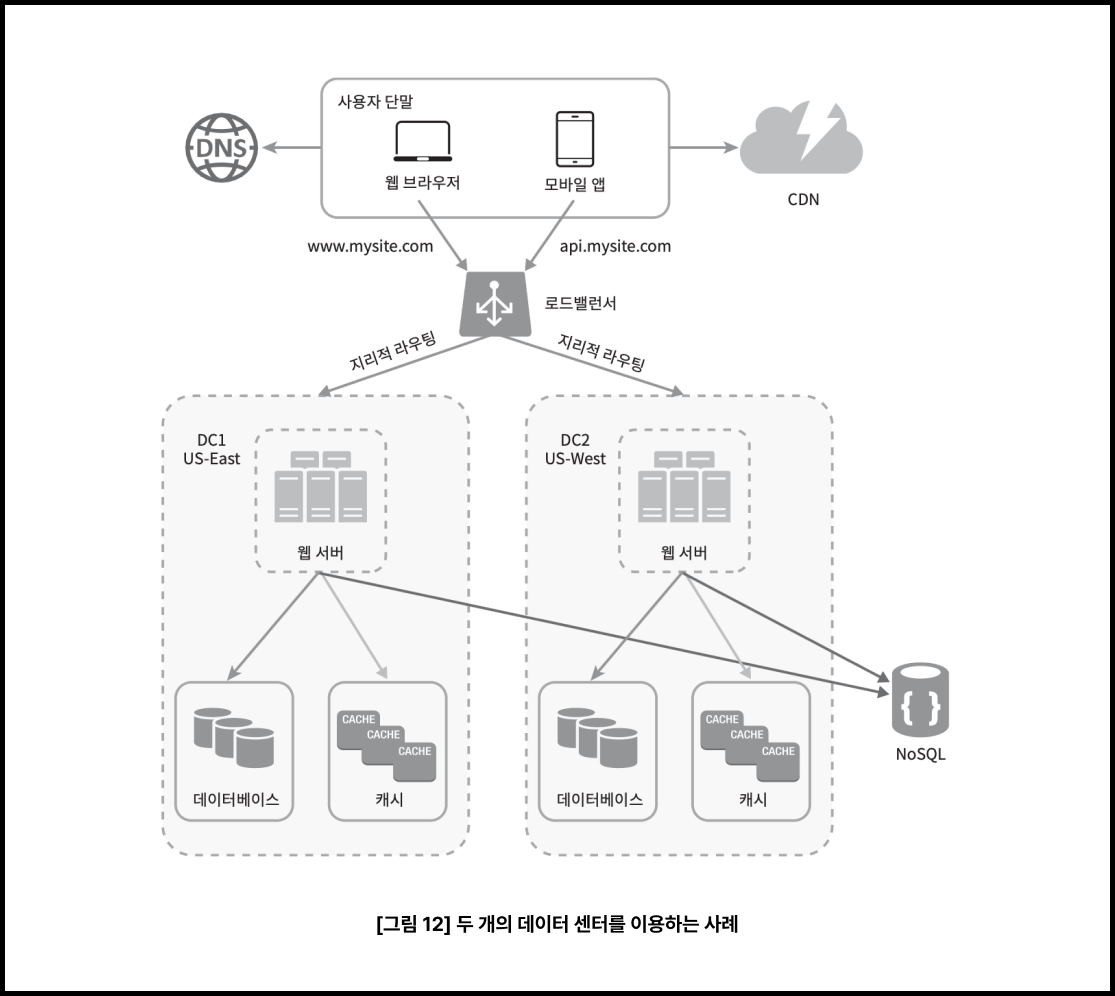 사용자 단말
DNS
웹 브라우저
모바일 앱
CDN
www.mysite.com
api.mysite.com
로드밸런서
지리적 라우팅
지리적 라우팅
DC1
US-East
웹 서버
DC2
US-West
웹 서버
CACHE
CACHE
CACHE
데이터베이스
캐시
CACHE
CACHE
CACHE
데이터베이스
캐시
{ }
NoSQL
[그림 12] 두 개의 데이터 센터를 이용하는 사례